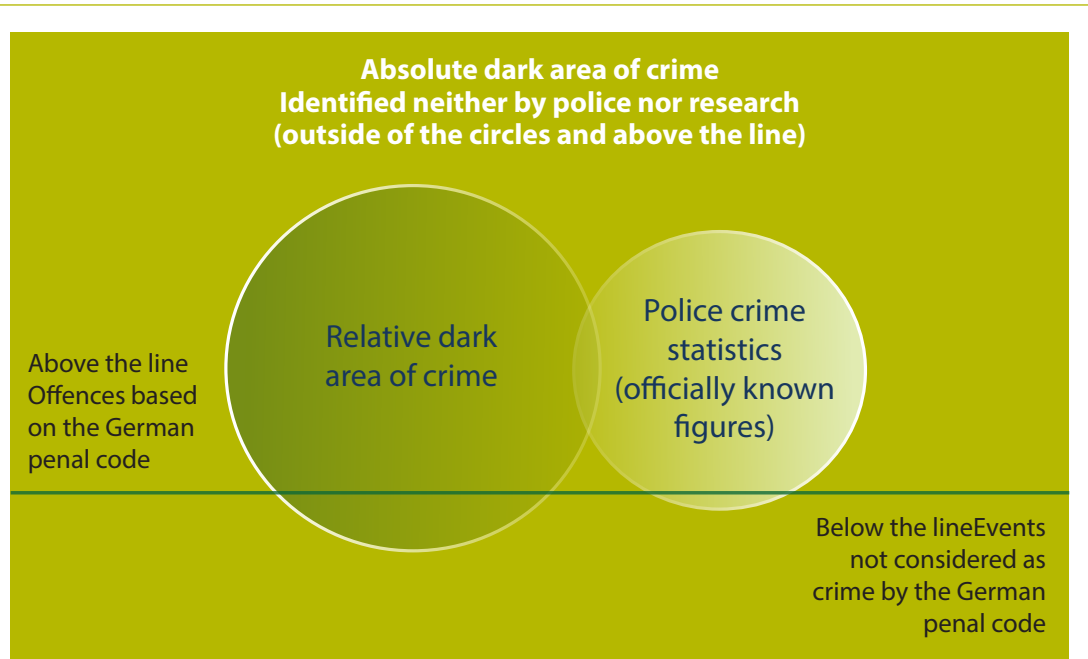 Absolute dark area of crime
Identified neither by police nor research
(outside of the circles and above the line)
Relative dark
area of crime
Police crime
statistics
(officially known
figures)
Above the line
Offences based
on the German
penal code
Below the lineEvents
not considered as
crime by the German
penal code